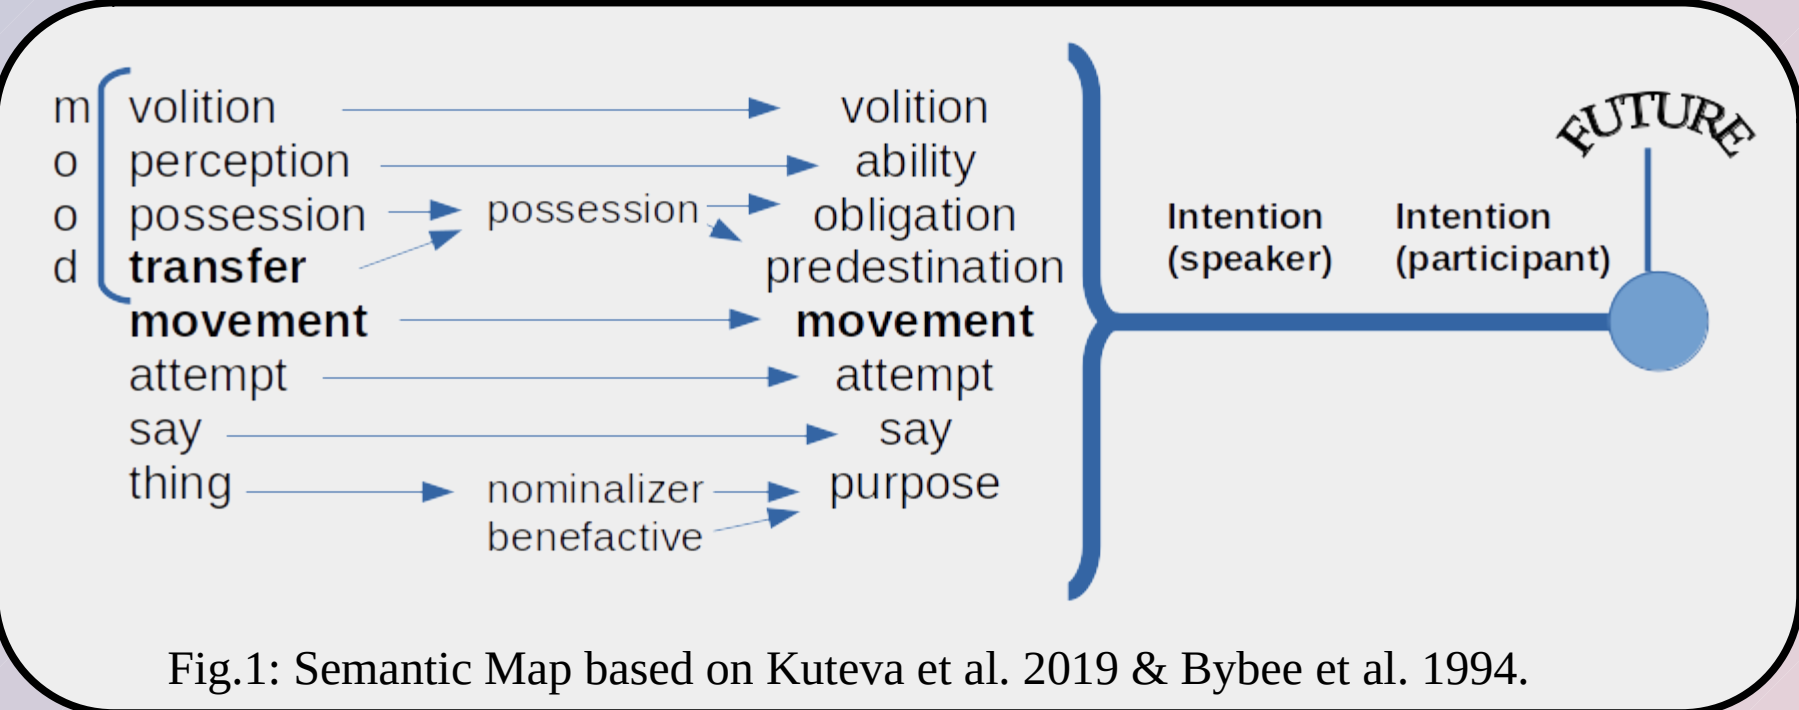 m volition volition
o perception ability
o possession possession obligation
d transfer predestination
movement movement
attempt attempt
say say
thing nominalizer purpose
benefactive
Intention (speaker)
Intention (participant)
FUTURE
Fig.1: Semantic Map based on Kuteva et al. 2019 & Bybee et al. 1994.